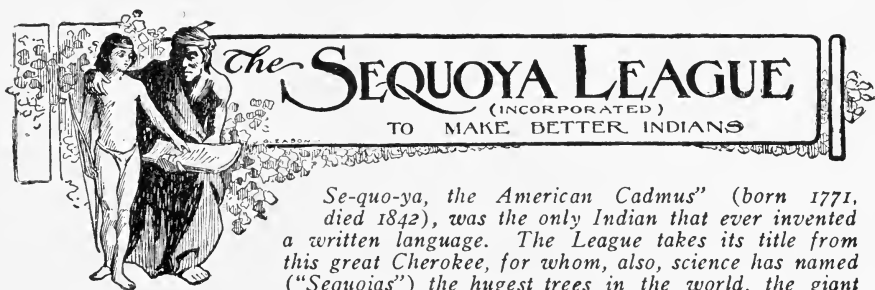 The SEQUOYA LEAGUE
(INCORPORATED)
TO MAKE BETTER INDIANS
Se-quo-ya, the American Cadmus” (born 1771,
died 1842), was the only Indian that ever invented
a written language. The League takes its title from
this great Cherokee, for whom, also, science has named
(“Sequoias”) the hugest trees in the world, the giant